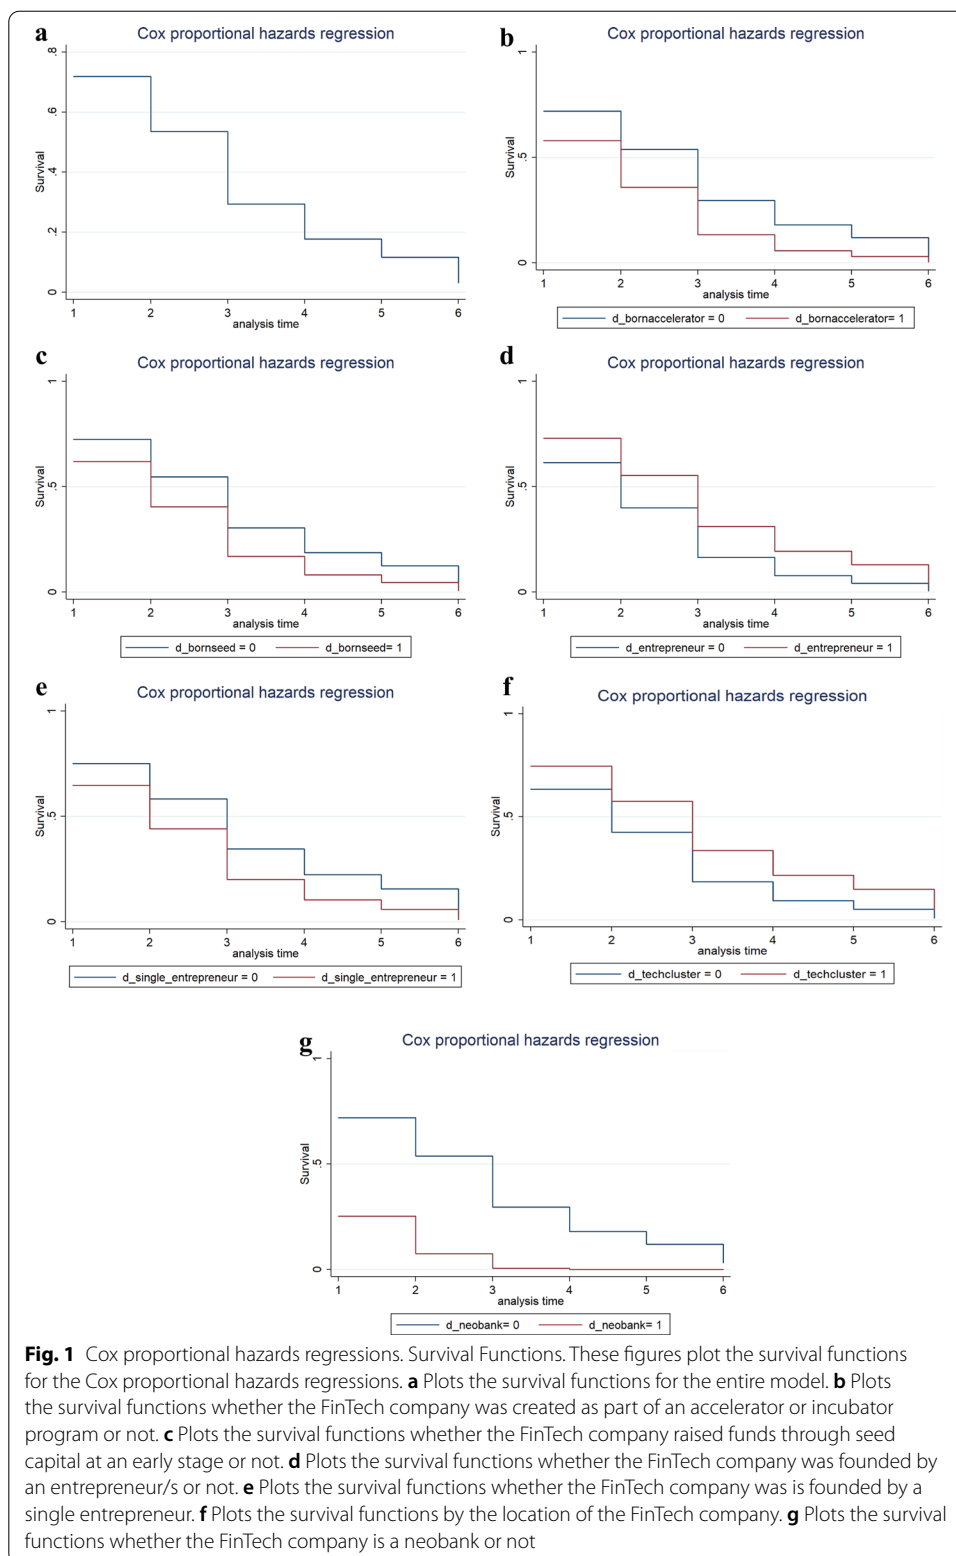 a
Cox proportional hazards regression
.8
.6
.4
.2
0
Survival
1 2 3 4 5 6
analysis time
b
Cox proportional hazards regression
1
.5
0
Survival
1 2 3 4 5 6
analysis time
d_bornaccelerator = 0 d_bornaccelerator= 1
c
Cox proportional hazards regression
1
.5
0
Survival
1 2 3 4 5 6
analysis time
d_bornseed = 0 d_bornseed= 1
d
Cox proportional hazards regression
1
.5
0
Survival
1 2 3 4 5 6
analysis time
d_entrepreneur = 0 d_entrepreneur = 1
e
Cox proportional hazards regression
1
.5
0
Survival
1 2 3 4 5 6
analysis time
d_single_entrepreneur = 0 d_single_entrepreneur = 1
f
Cox proportional hazards regression
1
.5
0
Survival
1 2 3 4 5 6
analysis time
d_techcluster = 0 d_techcluster = 1
g
Cox proportional hazards regression
1
.5
0
Survival
1 2 3 4 5 6
analysis time
d_neobank= 0 d_neobank= 1
Fig. 1 Cox proportional hazards regressions. Survival Functions. These figures plot the survival functions
for the Cox proportional hazards regressions. a Plots the survival functions for the entire model. b Plots
the survival functions whether the FinTech company was created as part of an accelerator or incubator
program or not. c Plots the survival functions whether the FinTech company raised funds through seed
capital at an early stage or not. d Plots the survival functions whether the FinTech company was founded by
an entrepreneur/s or not. e Plots the survival functions whether the FinTech company was is founded by a
single entrepreneur. f Plots the survival functions by the location of the FinTech company. g Plots the survival
functions whether the FinTech company is a neobank or not